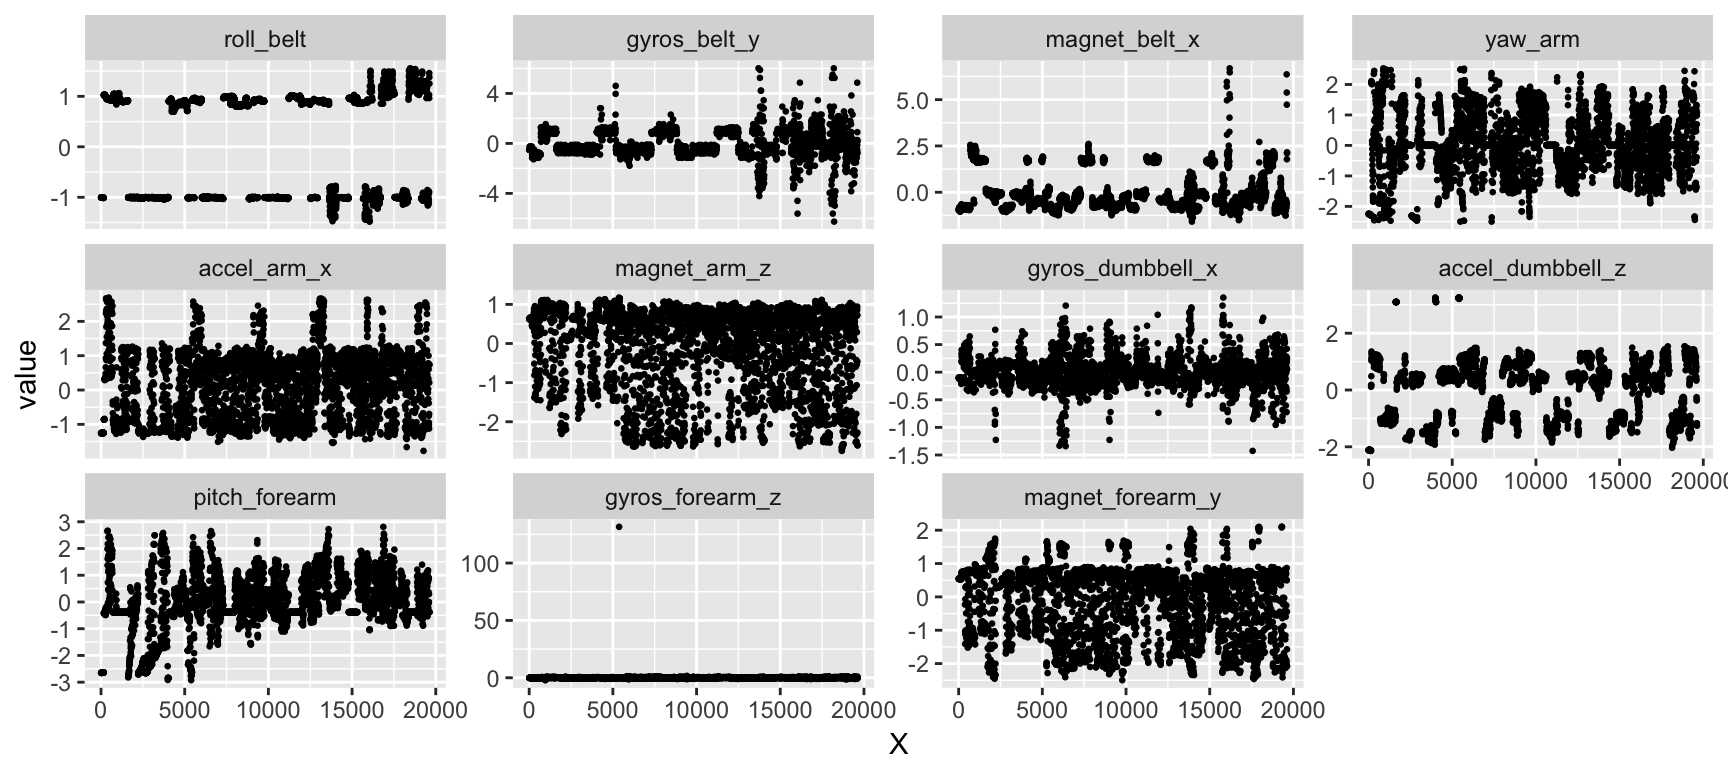 roll_belt
gyros_belt_y
magnet_belt_x
yaw_arm
1
0
-1
4
0
-4
5.0
2.5
0.0
2
1
0
-1
-2
accel_arm_x
magnet_arm_z
gyros_dumbbell_x
accel_dumbbell_z
value
2
1
0
-1
1
0
-1
-2
1.0
0.5
0.0
-0.5
-1.0
-1.5
2
0
-2
0 5000 10000 15000 20000
pitch_forearm
gyros_forearm_z
magnet_forearm_y
3
2
1
0
-1
-2
-3
100
50
0
2
1
0
-1
-2
0 5000 10000 15000 20000
0 5000 10000 15000 20000
0 5000 10000 15000 20000
X